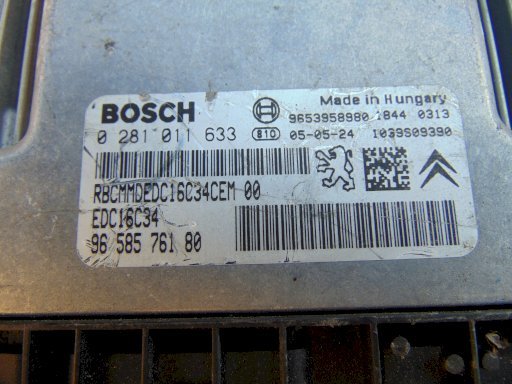 Made in Hungary
BOSCH
9653958980 1844 0313
0 281 011 633 810 05-05-24 1039S09390
RBCMMDEDC16C34CEM 00
EDC16C34
96 585 761 80